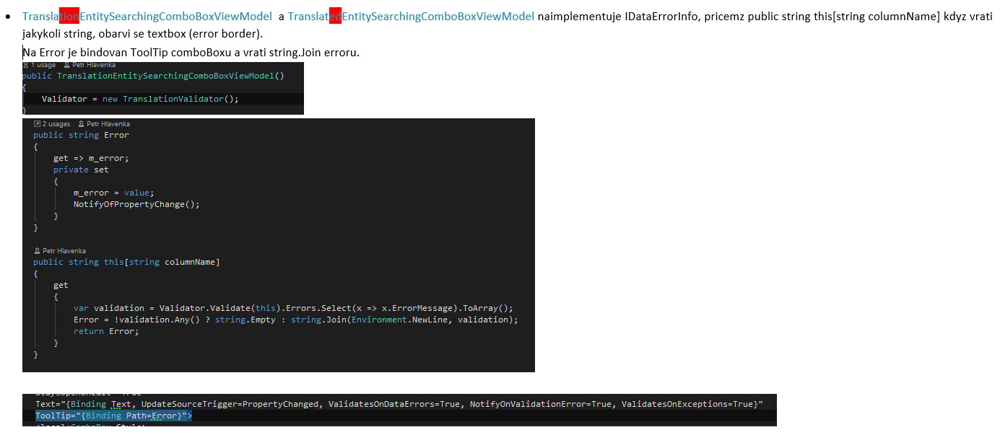 • TranslationEntitySearchingComboBoxViewModel a TranslatedEntitySearchingComboBoxViewModel naimplementuje IDataErrorInfo, pricemz public string this[string columnName] kdyz vrati
jakykoli string, obarvi se textbox (error border).
Na Error je bindovan ToolTip comboBoxu a vrati string.Join erroru.
1 usage Petr Hlavenka
public TranslationEntitySearchingComboBoxViewModel()
{
Validator = new TranslationValidator();
}
2 usages Petr Hlavenka
public string Error
{
get => m_error;
private set
{
m_error = value;
NotifyOfPropertyChange();
}
}
Petr Hlavenka
public string this[string columnName]
{
get
{
var validation = Validator.Validate(this).Errors.Select(x => x.ErrorMessage).ToArray();
Error = !validation.Any() ? string.Empty : string.Join(Environment.NewLine, validation);
return Error;
}
}
StaysOpenOnEdit="True"
Text="{Binding Text, UpdateSourceTrigger=PropertyChanged, ValidatesOnDataErrors=True, NotifyOnValidationError=True, ValidatesOnExceptions=True}"
ToolTip="{Binding Path=Error}">
<local:ComboBox.Style>